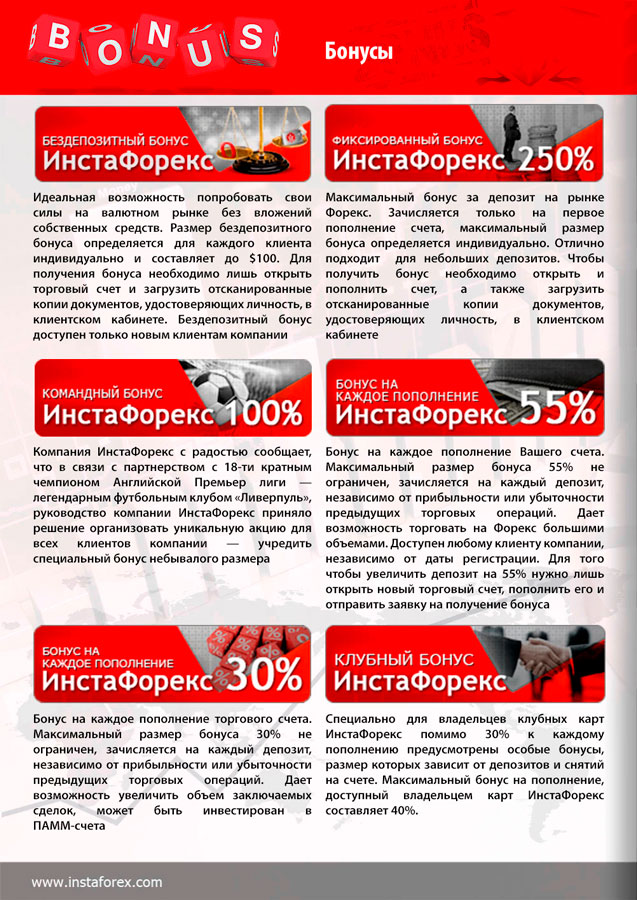 BONUS
Бонусы
БЕЗДЕПОЗИТНЫЙ БОНУС
ИнстаФорекс
Идеальная возможность попробовать свои
силы на валютном рынке без вложений
собственных средств. Размер бездепозитного
бонуса определяется для каждого клиента
индивидуально и составляет до $100. Для
получения бонуса необходимо лишь открыть
торговый счет и загрузить отсканированные
копии документов, удостоверяющих личность, в
клиентском кабинете. Бездепозитный бонус
доступен только новым клиентам компании
ФИКСИРОВАННЫЙ БОНУС
ИнстаФорекс 250%
Максимальный бонус за депозит на рынке
Форекс. Зачисляется только на первое
пополнение счета, максимальный размер
бонуса определяется индивидуально. Отлично
подходит для небольших депозитов. Чтобы
получить бонус необходимо открыть и
пополнить счет, а также загрузить
отсканированные копии документов,
удостоверяющих личность, в клиентском
кабинете
КОМАНДНЫЙ БОНУС
ИнстаФорекс 100%
Компания ИнстаФорекс с радостью сообщает,
что в связи с партнерством с 18-ти кратным
чемпионом Английской Премьер лиги —
легендарным футбольным клубом «Ливерпуль»,
руководство компании ИнстаФорекс приняло
решение организовать уникальную акцию для
всех клиентов компании — учредить
специальный бонус небывалого размера
БОНУС НА
КАЖДОЕ ПОПОЛНЕНИЕ
ИнстаФорекс 55%
Бонус на каждое пополнение Вашего счета.
Максимальный размер бонуса 55% не
ограничен, зачисляется на каждый депозит,
независимо от прибыльности или убыточности
предыдущих торговых операций. Дает
возможность торговать на Форекс большими
объемами. Доступен любому клиенту компании,
независимо от даты регистрации. Для того
чтобы увеличить депозит на 55% нужно лишь
открыть новый торговый счет, пополнить его и
отправить заявку на получение бонуса
БОНУС НА
КАЖДОЕ ПОПОЛНЕНИЕ
ИнстаФорекс 30%
Бонус на каждое пополнение торгового счета.
Максимальный размер бонуса 30% не
ограничен, зачисляется на каждый депозит,
независимо от прибыльности или убыточности
предыдущих торговых операций. Дает
возможность увеличить объем заключаемых
сделок, может быть инвестирован в
ПАММ-счета
КЛУБНЫЙ БОНУС
ИнстаФорекс
Специально для владельцев клубных карт
ИнстаФорекс помимо 30% к каждому
пополнению предусмотрены особые бонусы,
размер которых зависит от депозитов и снятий
на счете. Максимальный бонус на пополнение,
доступный владельцем карт ИнстаФорекс
составляет 40%.
www.instaforex.com